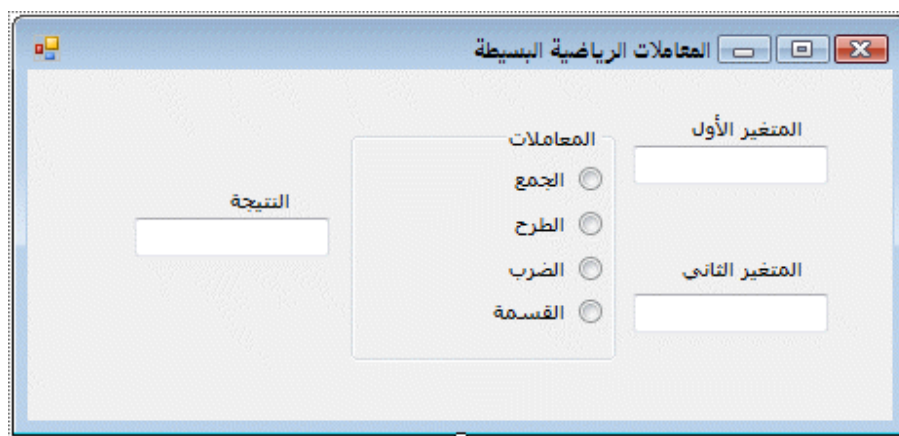 المعاملات الرياضية البسيطة
المتغير الأول
المعاملات
الجمع
الطرح
الضرب
القسمة
المتغير الثاني
النتيجة